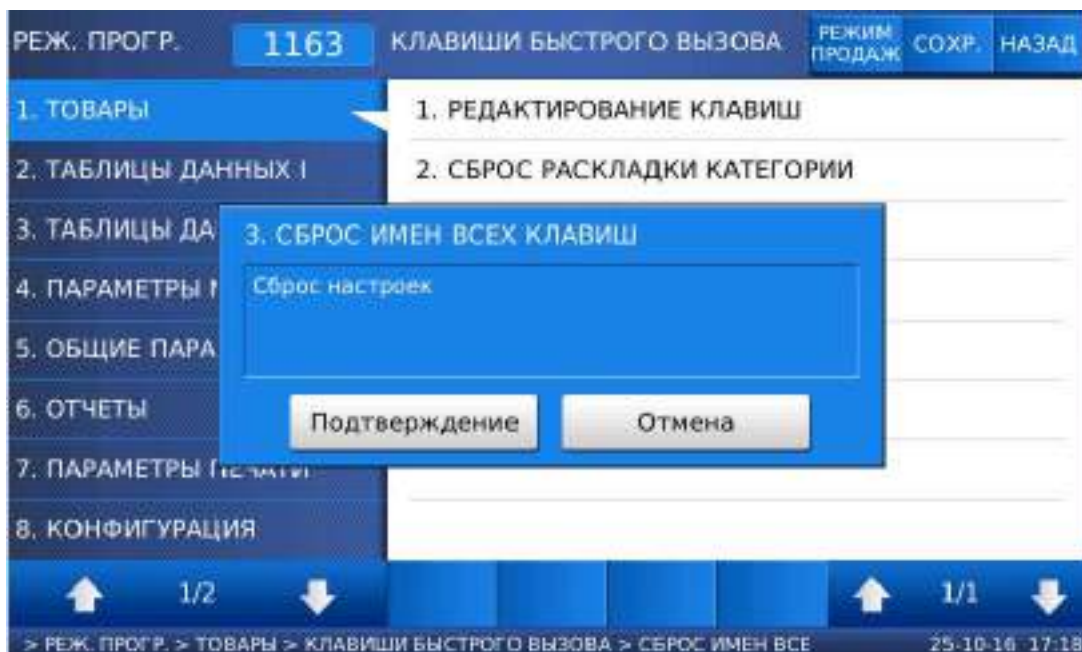 РЕЖ. ПРОГР. 1163 КЛАВИШИ БЫСТРОГО ВЫЗОВА РЕЖИМ ПРОДАЖ СОХР. НАЗАД
1. ТОВАРЫ
1. РЕДАКТИРОВАНИЕ КЛАВИШ
2. ТАБЛИЦЫ ДАННЫХ I
2. СБРОС РАСКЛАДКИ КАТЕГОРИИ
3. ТАБЛИЦЫ ДА
3. СБРОС ИМЕН ВСЕХ КЛАВИШ
4. ПАРАМЕТРЫ
Сброс настроек
5. ОБЩИЕ ПАРА
6. ОТЧЕТЫ
Подтверждение Отмена
7. ПАРАМЕТРЫ ПЕЧАТИ
8. КОНФИГУРАЦИЯ
1/2 1/1
> РЕЖ. ПРОГР. > ТОВАРЫ > КЛАВИШИ БЫСТРОГО ВЫЗОВА > СБРОС ИМЕН ВСЕ 25-10-16 17:18